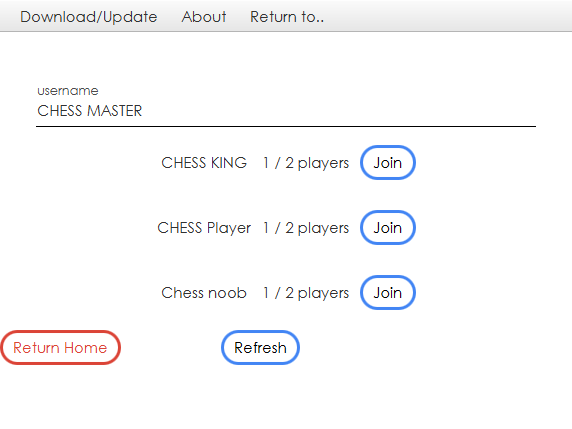 Download/Update About Return to..
username
CHESS MASTER
CHESS KING 1 / 2 players Join
CHESS Player 1 / 2 players Join
Chess noob 1 / 2 players Join
Return Home Refresh